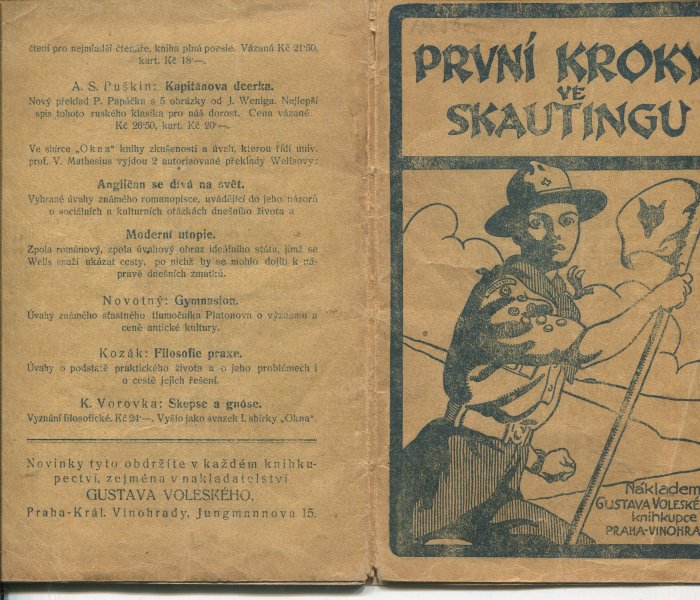 čtení pro nejmladší čtenáře, kniha plná poesie. Vázaná Kč 21·50,
kart. Kč 18·—.
A. S. Puškin: Kapitánova dcerka.
Nový překlad P. Papáčka a 5 obrázky od J. Weniga. Nejlepší
spis tohoto ruského klasika pro náš dorost. Cena vázané
Kč 26·50, kart. Kč 20·—.
Ve sbírce „Okna“ knihy zkušeností a úvah, kterou řídí univ.
prof. V. Mathesius vyjdou 2 autorisované překlady Wellsovy:
Angličan se dívá na svět.
Vybrané úvahy známého romanopisce, uvádějící do jeho názorů
o sociálních a kulturních otázkách dnešního života a
Moderní utopie.
Zpola románový, zpola úvahový obraz ideálního státu, jímž se
Wells snaží ukázat cesty, po nichž by se mohlo dojíti k ná-
pravě dnešních zmatků.
Novotný: Gymnasion.
Úvahy známého šťastného tlumočníka Platonova o významu a
ceně antické kultury.
Kozák: Filosofie praxe.
Úvahy o podstatě praktického života a o jeho problémech i
o cestě jejich řešení.
K. Vorovka: Skepse a gnóse.
Vyznání filosofické. Kč 24·—. Vyšlo jako svazek I. sbírky „Okna“.
Novinky tyto obdržíte v každém knihku-
pectví, zejména v nakladatelství
GUSTAVA VOLESKÉHO,
Praha-Král. Vinohrady, Jungmannova 15.
PRVNÍ KROKY
VE
SKAUTINGU
Nákladem
GUSTAVA VOLESKÉ
knihkupce
PRAHA-VINOHRA